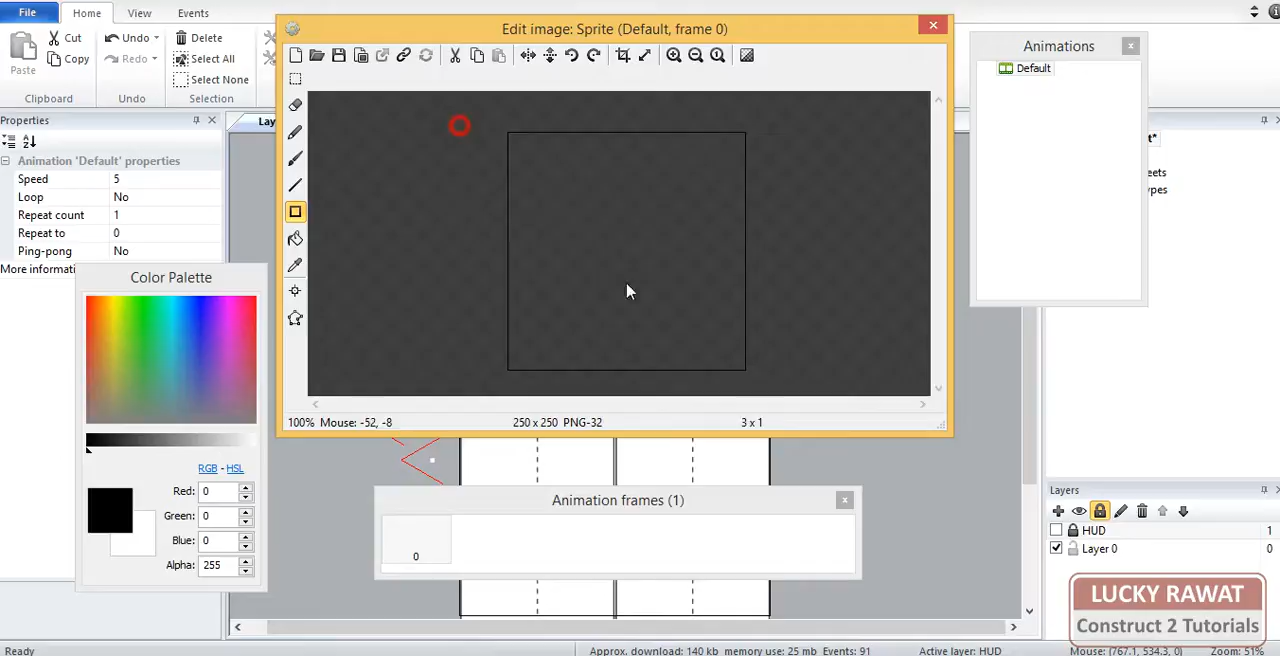 File Home View Events
Edit image: Sprite (Default, frame 0)
Cut Undo Delete
Paste Copy Redo Select All
Select None
Clipboard Undo Selection
Animations
Default
Properties
Lay
t*
Animation 'Default' properties
Speed 5
Loop No
Repeat count 1
Repeat to 0
Ping-pong No
More informati
eets
ypes
Color Palette
RGB - HSL
Red: 0
Green: 0
Blue: 0
Alpha: 255
100% Mouse: -52, -8 250 x 250 PNG-32 3 x 1
Animation frames (1)
0
Layers
HUD 1
Layer 0 0
LUCKY RAWAT
Construct 2 Tutorials
Ready Approx. download: 140 kb memory use: 25 mb Events: 91 Active layer: HUD Mouse: (767.1, 534.3, 0) Zoom: 51%